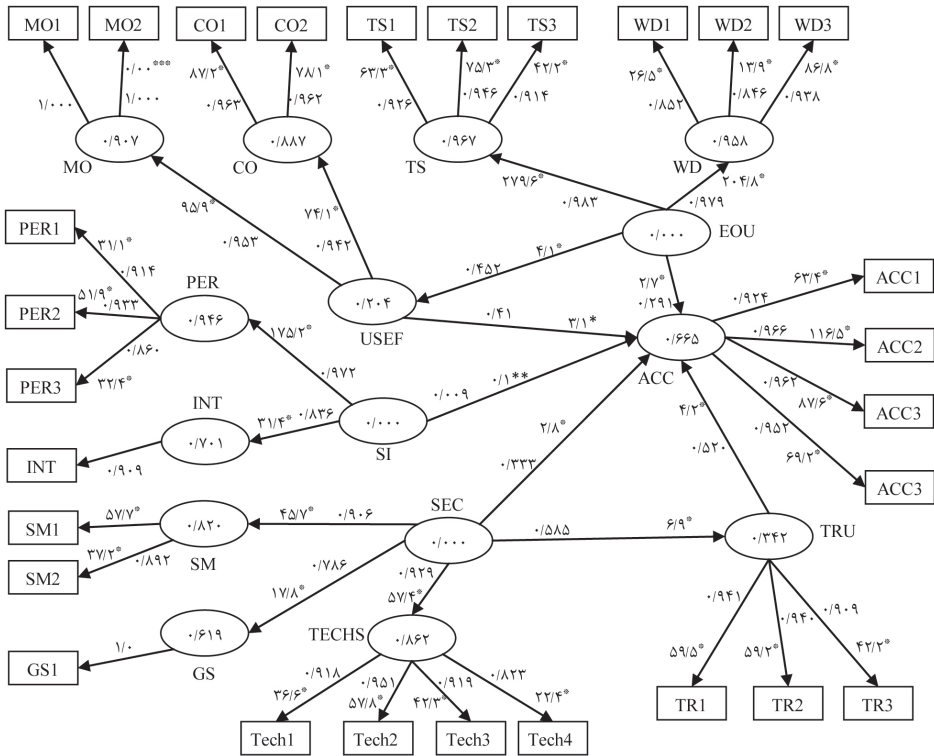 MO1 MO2 CO1 CO2 TS1 TS2 TS3 WD1 WD2 WD3
۰/۰۰*** ۸۷/۲* ۷۸/۱* ۶۳/۳* ۷۵/۳* ۴۲/۲* ۲۶/۵* ۱۳/۹* ۸۶/۸*
۱/۰۰۰ ۱/۰۰۰ ۰/۹۶۳ ۰/۹۶۲ ۰/۹۲۶ ۰/۹۴۶ ۰/۹۱۴ ۰/۸۵۲ ۰/۸۴۶ ۰/۹۳۸
۰/۹۰۷ ۰/۸۸۷ ۰/۹۶۷ ۰/۹۵۸
MO CO TS WD
۲۷۹/۶* ۲۰۴/۸*
۰/۹۸۳ ۰/۹۷۹
۹۵/۹* ۷۴/۱*
۰/۹۵۳ ۰/۹۴۲
۰/۰۰۰ EOU
۴/۱* ۰/۴۵۲
۲/۷* ۰/۲۹۱
PER1
۳۱/۱* ۰/۹۱۴
PER2
۵۱/۹* ۰/۹۳۳
PER3
۰/۸۶۰ ۳۲/۴*
PER
۰/۹۴۶
۱۷۵/۲* ۰/۹۷۲
۰/۲۰۴
USEF
۰/۴۱ ۳/۱*
۰/۶۶۵
ACC
۰/۹۲۴ ۶۳/۴* ACC1
۰/۹۶۶ ۱۱۶/۵* ACC2
۰/۹۶۲ ۸۷/۶* ACC3
۰/۹۵۲ ۶۹/۲* ACC3
INT
۰/۷۰۱
۳۱/۴* ۰/۸۳۶
۰/۰۰۰
SI
۰/۰۰۹ ۰/۱**
INT
۰/۹۰۹
۲/۸* ۰/۳۳۳
۴/۲* ۰/۵۲۰
SM1 ۵۷/۷*
SM2 ۳۷/۲* ۰/۸۹۲
۰/۸۲۰
SM
۴۵/۷* ۰/۹۰۶
SEC
۰/۰۰۰
۰/۵۸۵ ۶/۹*
۰/۳۴۲ TRU
۱۷/۸* ۰/۷۸۶
۰/۹۲۹ ۵۷/۴*
GS1 ۱/۰
۰/۶۱۹
GS
TECHS ۰/۸۶۲
۰/۹۴۱ ۰/۹۴۰ ۰/۹۰۹
۵۹/۵* ۵۹/۲* ۴۲/۲*
TR1 TR2 TR3
۰/۹۱۸ ۰/۹۵۱ ۰/۹۱۹ ۰/۸۲۳
۳۶/۶* ۵۷/۸* ۴۲/۳* ۲۲/۴*
Tech1 Tech2 Tech3 Tech4